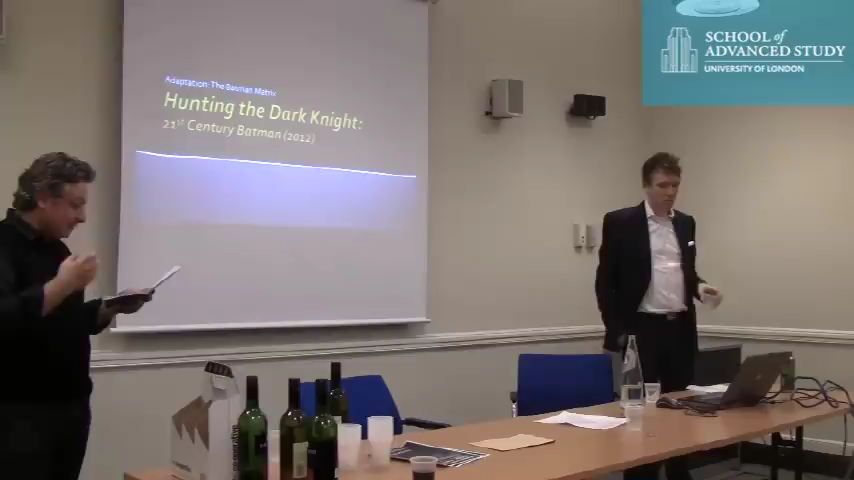 SCHOOL of
ADVANCED STUDY
UNIVERSITY OF LONDON
Adaptation: The Batman Matrix
Hunting the Dark Knight:
21st Century Batman (2012)